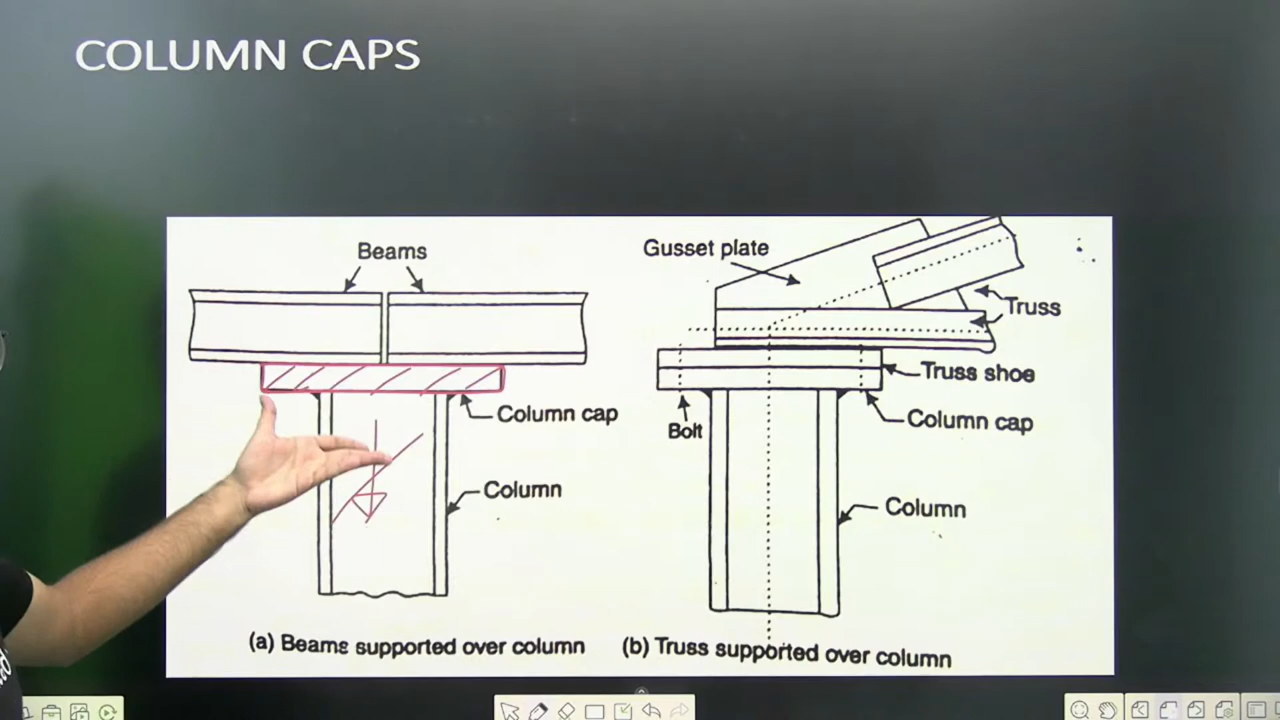 COLUMN CAPS
Beams
Column cap
Column
(a) Beams supported over column
Gusset plate
Truss
Truss shoe
Column cap
Bolt
Column
(b) Truss supported over column